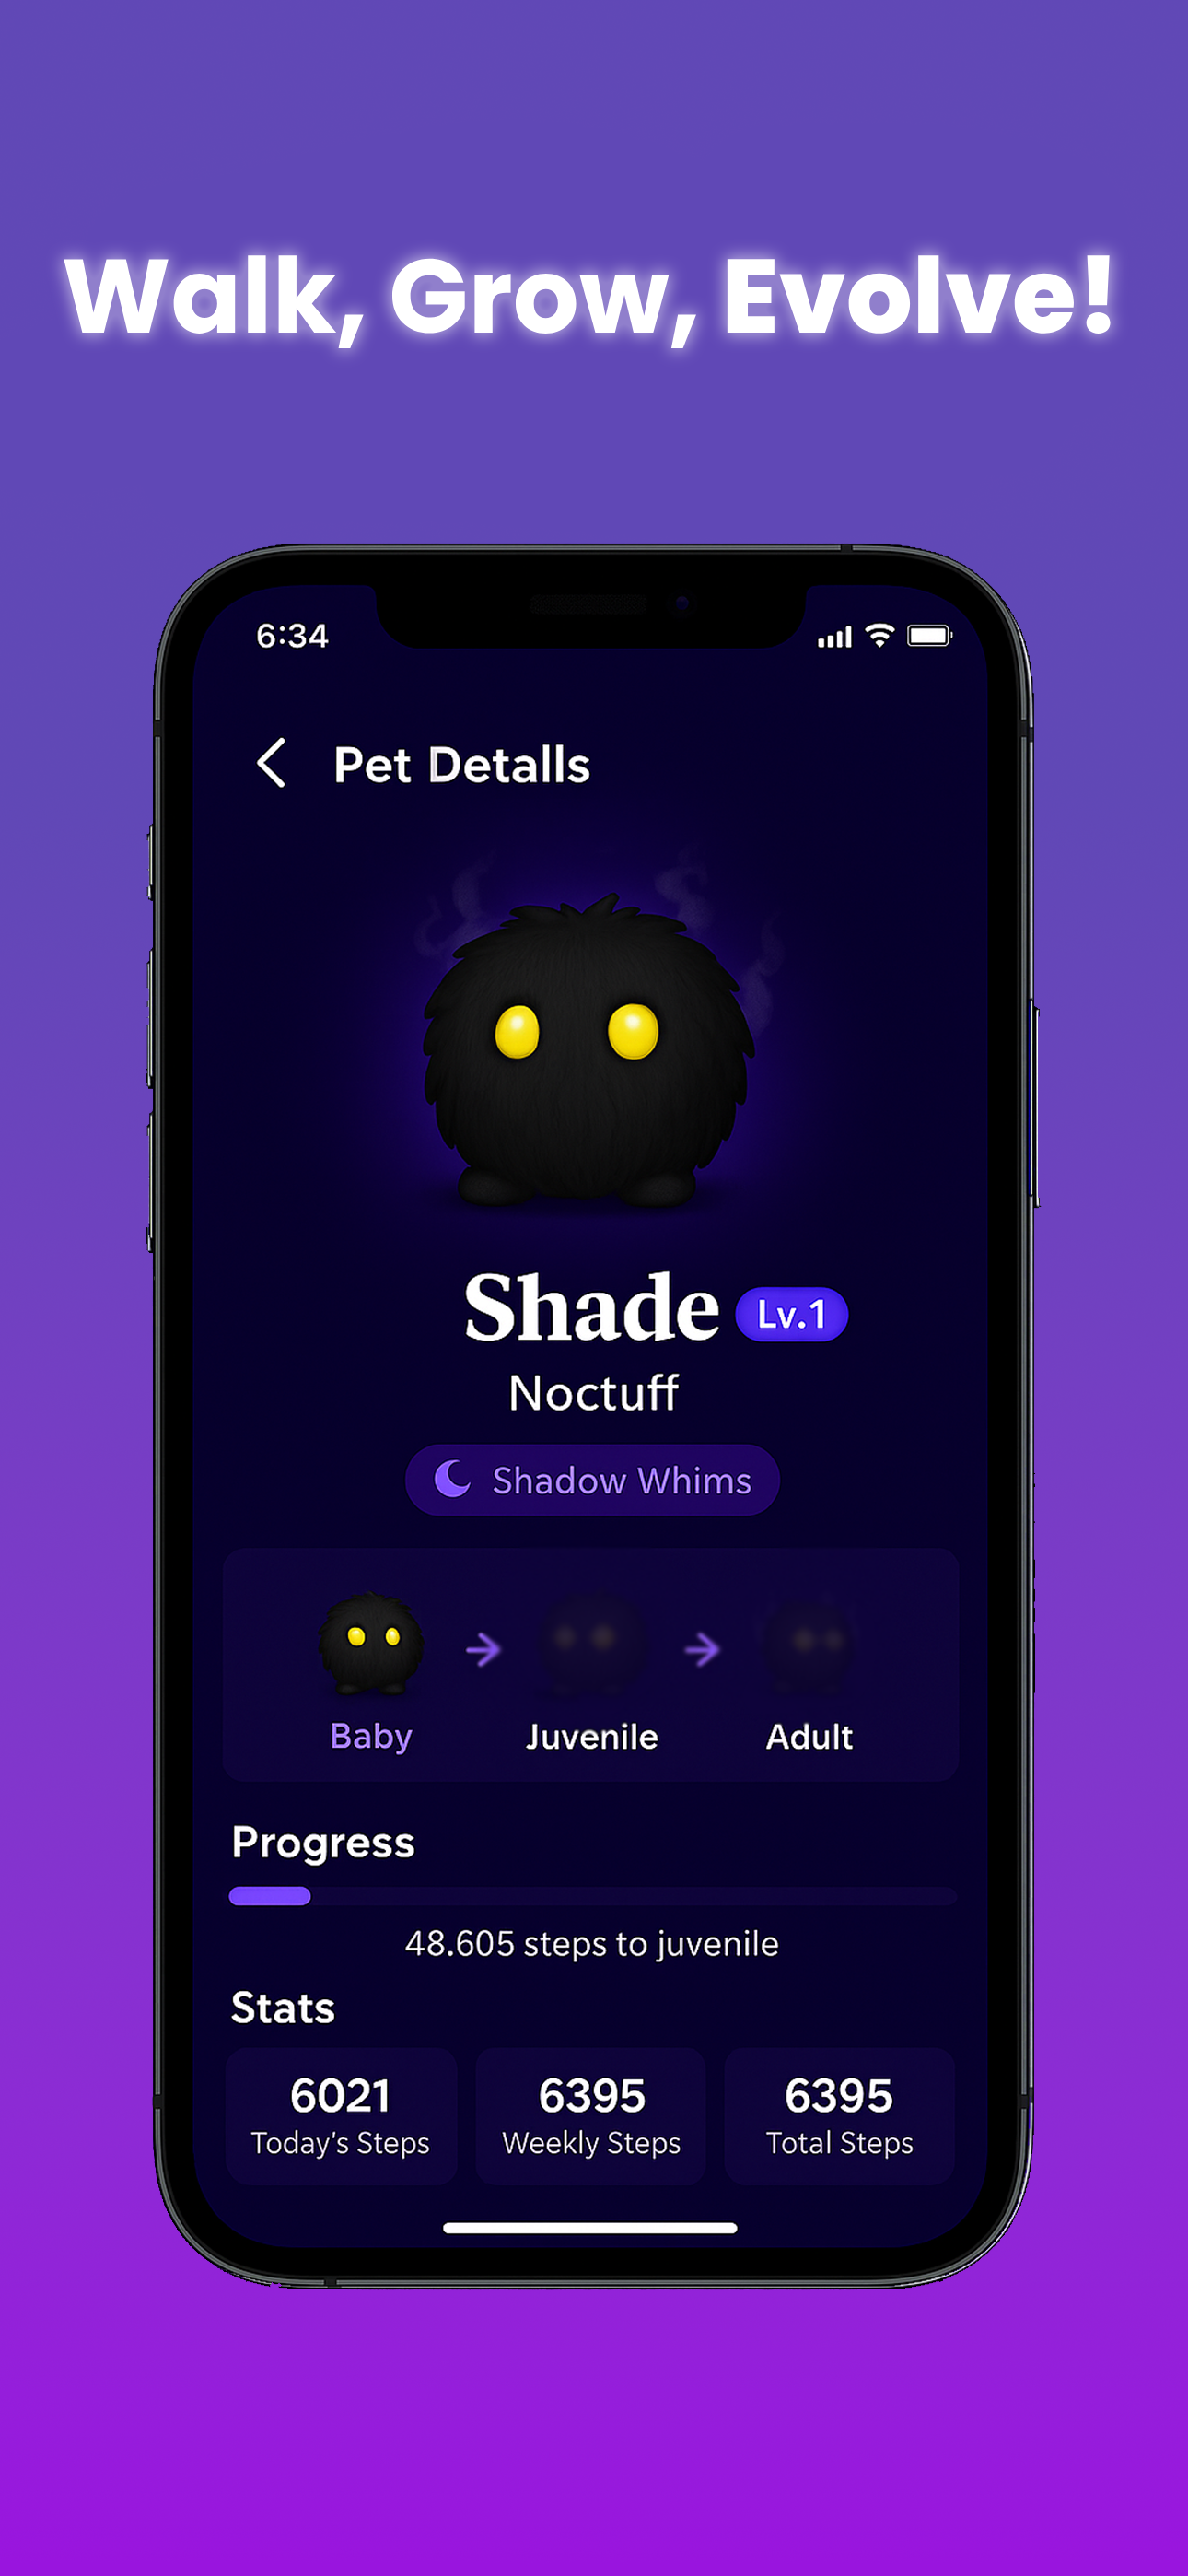 Walk, Grow, Evolve!
6:34
Pet Detalls
Shade Lv.1
Noctuff
Shadow Whims
Baby Juvenile Adult
Progress
48.605 steps to juvenile
Stats
6021 6395 6395
Today's Steps Weekly Steps Total Steps